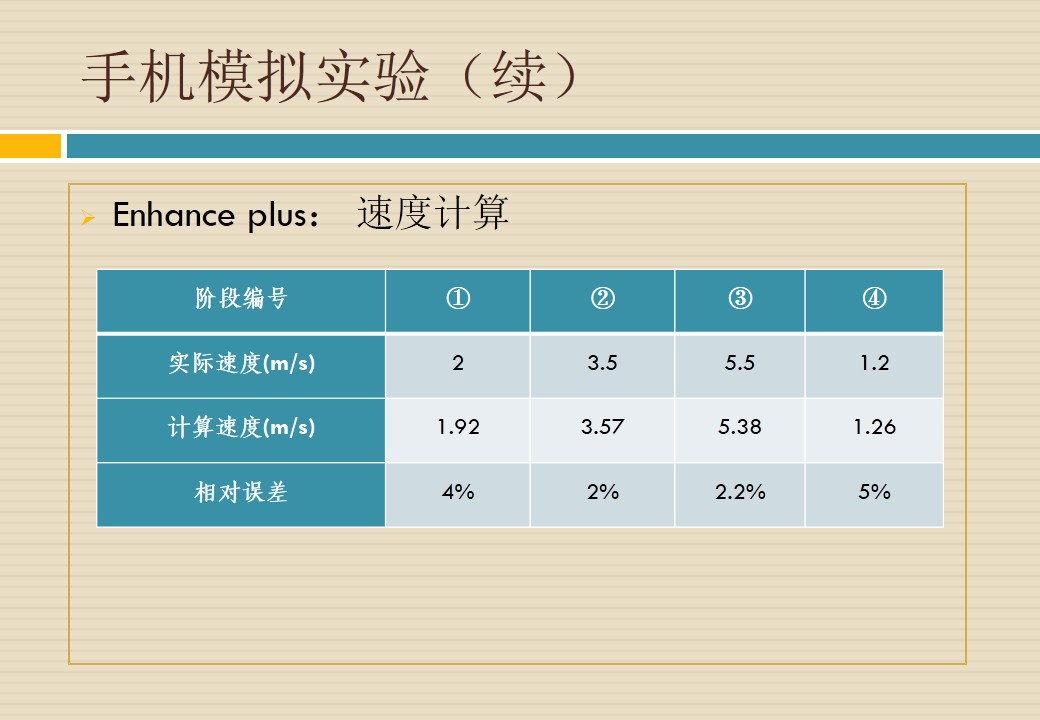 手机模拟实验（续）
Enhance plus： 速度计算
阶段编号 ① ② ③ ④
实际速度(m/s) 2 3.5 5.5 1.2
计算速度(m/s) 1.92 3.57 5.38 1.26
相对误差 4% 2% 2.2% 5%